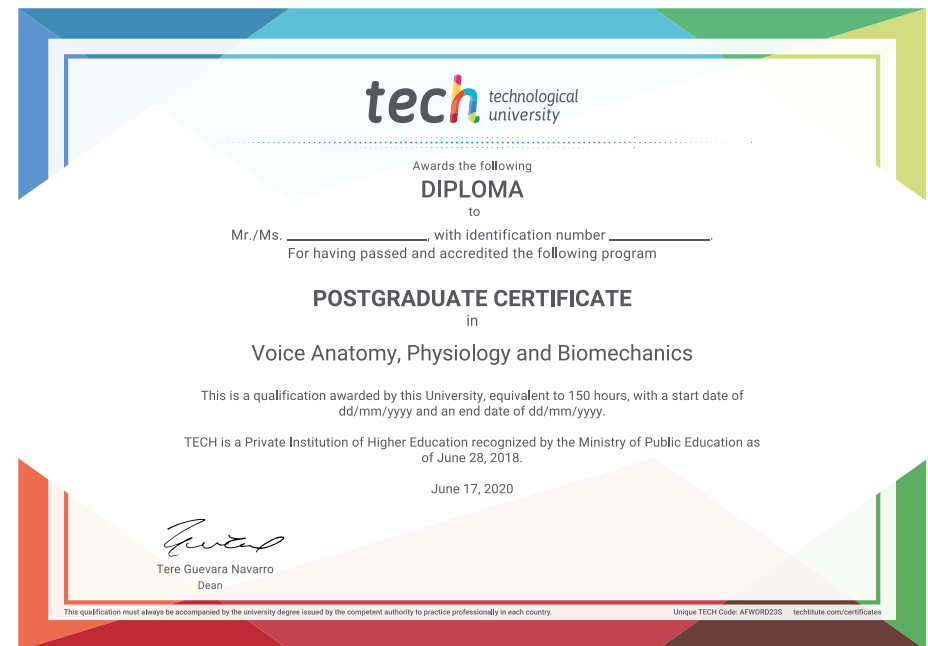 tech technological
university
Awards the following
DIPLOMA
to
Mr./Ms. ____________________, with identification number ______________.
For having passed and accredited the following program
POSTGRADUATE CERTIFICATE
in
Voice Anatomy, Physiology and Biomechanics
This is a qualification awarded by this University, equivalent to 150 hours, with a start date of
dd/mm/yyyy and an end date of dd/mm/yyyy.
TECH is a Private Institution of Higher Education recognized by the Ministry of Public Education as
of June 28, 2018.
June 17, 2020
Tere Guevara Navarro
Dean
This qualification must always be accompanied by the university degree issued by the competent authority to practice professionally in each country. Unique TECH Code: AFWORD23S techtitute.com/certificates